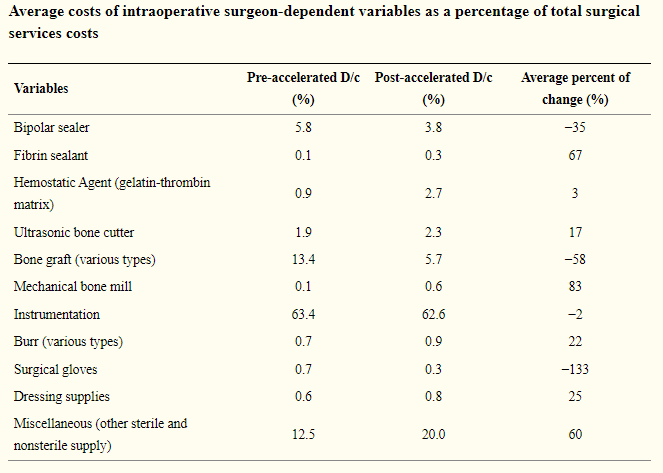 Average costs of intraoperative surgeon-dependent variables as a percentage of total surgical
services costs
Variables Pre-accelerated D/c (%) Post-accelerated D/c (%) Average percent of change (%)
Bipolar sealer 5.8 3.8 −35
Fibrin sealant 0.1 0.3 67
Hemostatic Agent (gelatin-thrombin matrix) 0.9 2.7 3
Ultrasonic bone cutter 1.9 2.3 17
Bone graft (various types) 13.4 5.7 −58
Mechanical bone mill 0.1 0.6 83
Instrumentation 63.4 62.6 −2
Burr (various types) 0.7 0.9 22
Surgical gloves 0.7 0.3 −133
Dressing supplies 0.6 0.8 25
Miscellaneous (other sterile and nonsterile supply) 12.5 20.0 60